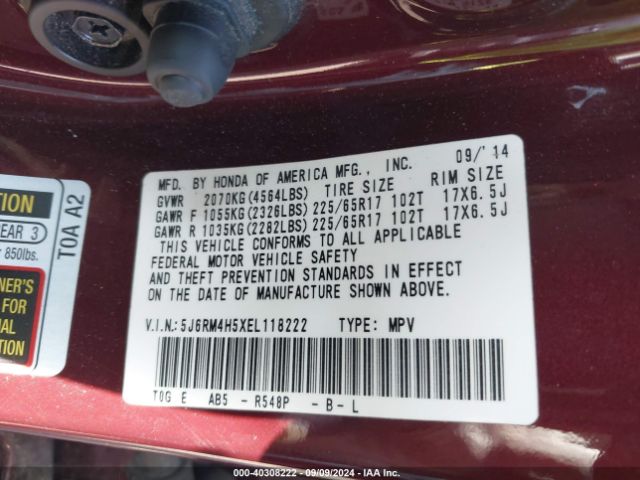 MFD. BY HONDA OF AMERICA MFG., INC. 09/'14
GVWR 2070KG(4564LBS) TIRE SIZE RIM SIZE
GAWR F 1055KG(2326LBS) 225/65R17 102T 17X6.5J
GAWR R 1035KG(2282LBS) 225/65R17 102T 17X6.5J
THIS VEHICLE CONFORMS TO ALL APPLICABLE
FEDERAL MOTOR VEHICLE SAFETY
AND THEFT PREVENTION STANDARDS IN EFFECT
ON THE DATE OF MANUFACTURE SHOWN ABOVE.
V.I.N.:5J6RM4H5XEL118222 TYPE: MPV
T0G E AB5 - R548P - B - L
TION
EAR 3
850lbs.
T0A A2
NER'S
FOR
NAL
ION
000-40308222 - 09/09/2024 - IAA Inc.